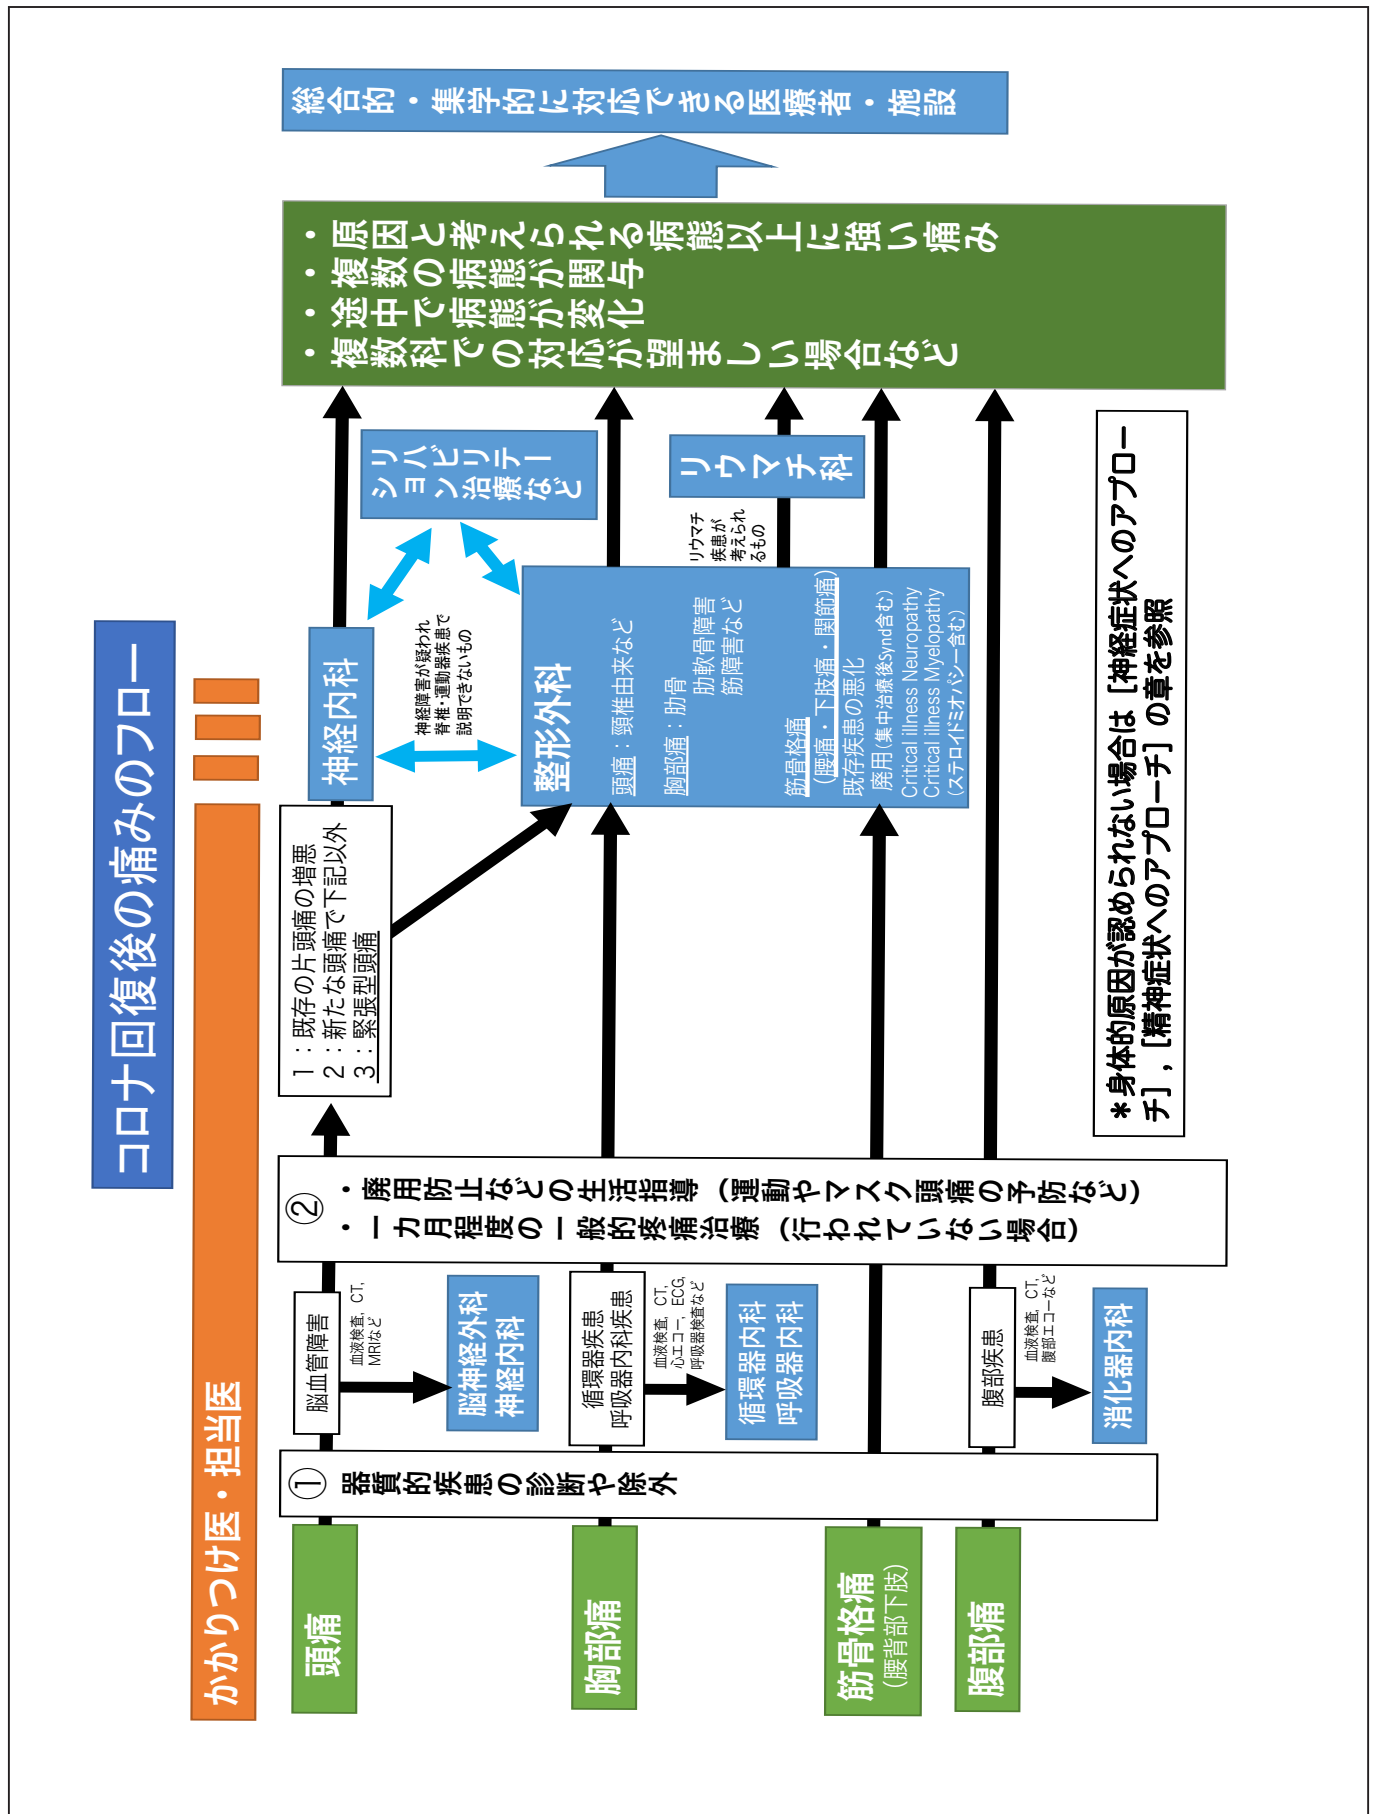 コロナ回復後の痛みのフロー
かかりつけ医・担当医
頭痛
胸部痛
筋骨格痛
（腰背部下肢）
腹部痛
① 器質的疾患の診断や除外
脳血管障害
血液検査, CT,
MRIなど
脳神経外科
神経内科
循環器疾患
呼吸器内科疾患
血液検査, CT,
心エコー, ECG,
呼吸器検査など
循環器内科
呼吸器内科
腹部疾患
血液検査, CT,
腹部エコーなど
消化器内科
② ・廃用防止などの生活指導（運動やマスク頭痛の予防など）
・一カ月程度の一般的疼痛治療（行われていない場合）
1：既存の片頭痛の増悪
2：新たな頭痛で下記以外
3：緊張型頭痛
神経内科
神経障害が疑われ
脊椎・運動器疾患で
説明できないもの
リハビリテー
ション治療など
整形外科
頭痛：頸椎由来など
胸部痛：肋骨
肋軟骨障害
筋障害など
筋骨格痛
（腰痛・下肢痛・関節痛）
既存疾患の悪化
廃用（集中治療後Synd含む）
Critical illness Neuropathy
Critical illness Myelopathy
（ステロイドミオパシー含む）
リウマチ
疾患が
考えられ
るもの
リウマチ科
・原因と考えられる病態以上に強い痛み
・複数の病態が関与
・途中で病態が変化
・複数科での対応が望ましい場合など
総合的・集学的に対応できる医療者・施設
＊身体的原因が認められない場合は［神経症状へのアプロー
チ］，［精神症状へのアプローチ］の章を参照